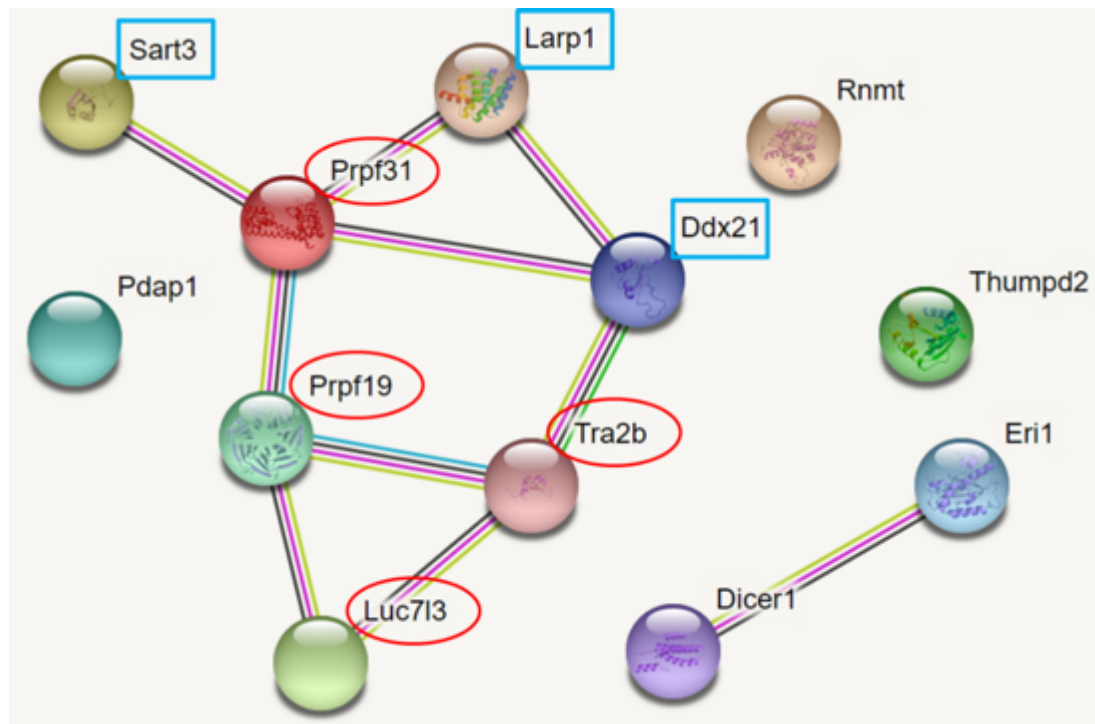 Sart3
Larp1
Rnmt
Prpf31
Ddx21
Pdap1
Thumpd2
Prpf19
Tra2b
Eri1
Dicer1
Luc7l3